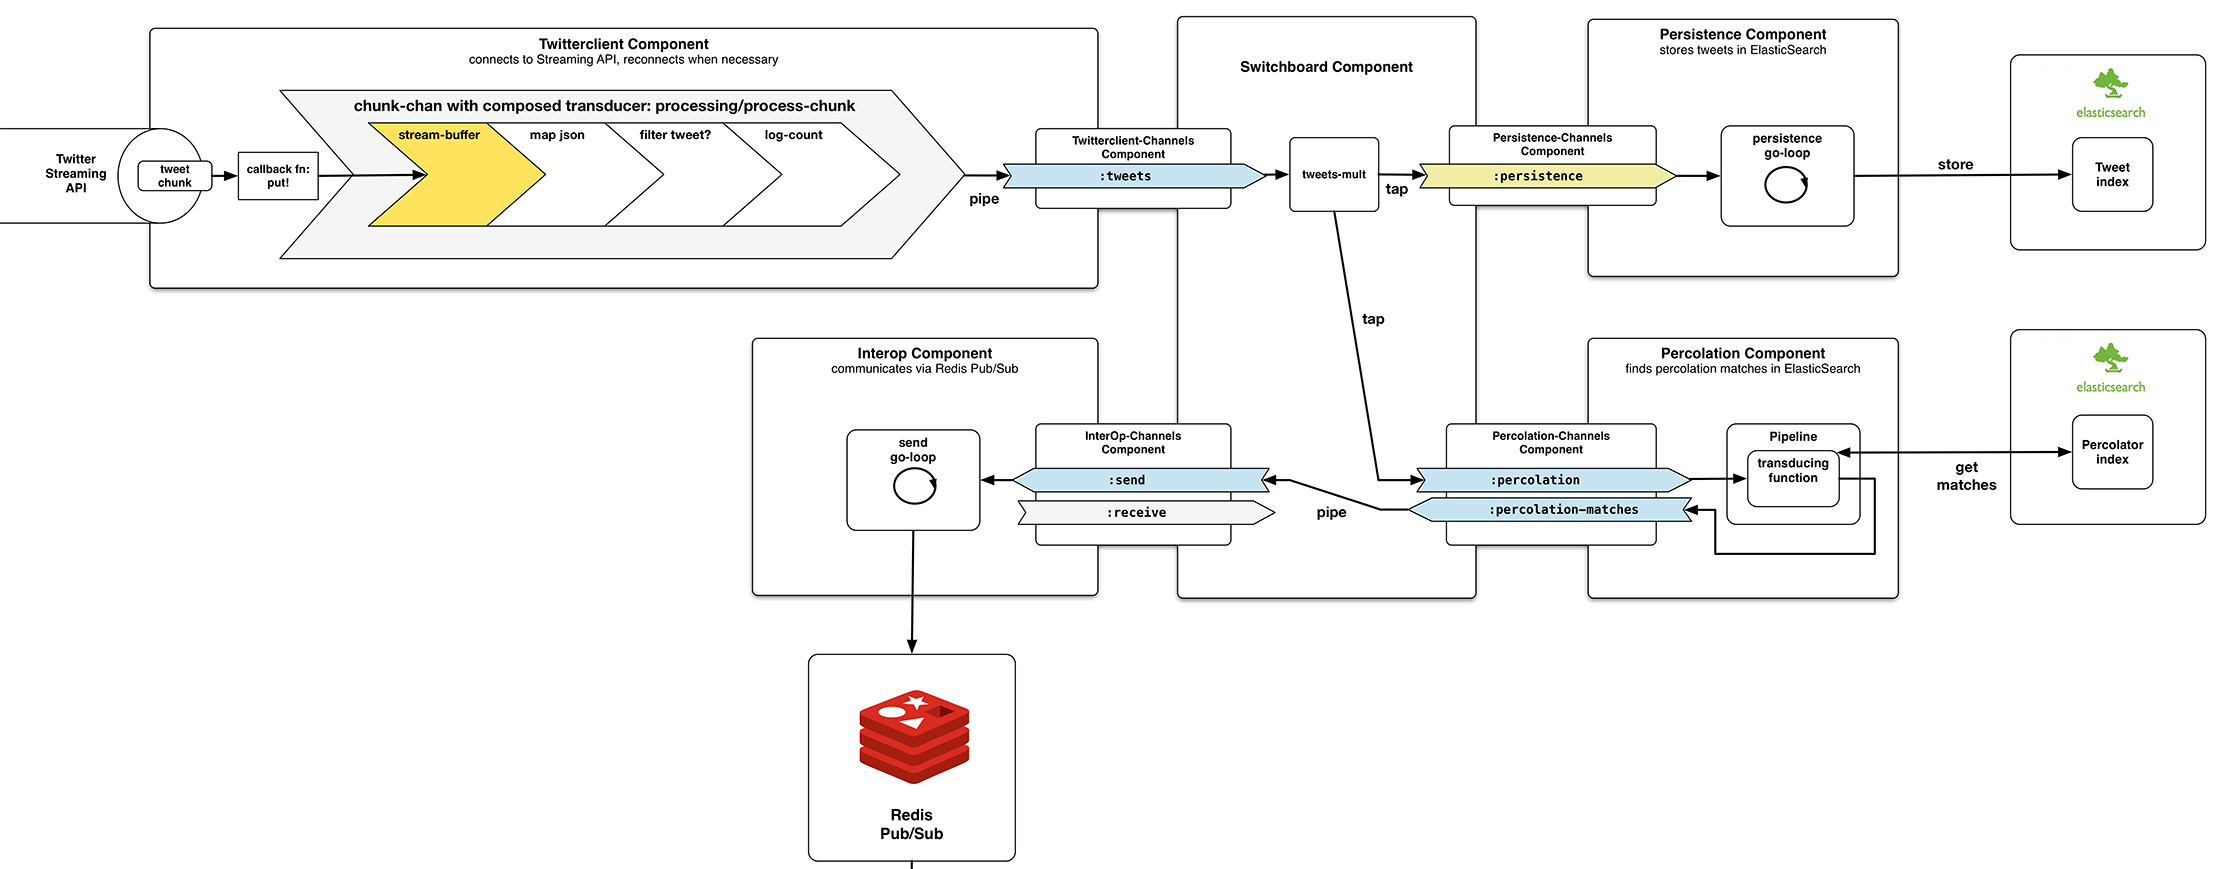 Twitterclient Component
connects to Streaming API, reconnects when necessary
chunk-chan with composed transducer: processing/process-chunk
stream-buffer
map json
filter tweet?
log-count
Twitter
Streaming
API
tweet
chunk
callback fn:
put!
pipe
Twitterclient-Channels
Component
:tweets
Switchboard Component
tweets-mult
tap
tap
Persistence Component
stores tweets in ElasticSearch
Persistence-Channels
Component
:persistence
persistence
go-loop
store
elasticsearch
Tweet
index
Interop Component
communicates via Redis Pub/Sub
send
go-loop
InterOp-Channels
Component
:send
:receive
pipe
Percolation Component
finds percolation matches in ElasticSearch
Percolation-Channels
Component
:percolation
:percolation-matches
Pipeline
transducing
function
get
matches
elasticsearch
Percolator
index
Redis
Pub/Sub